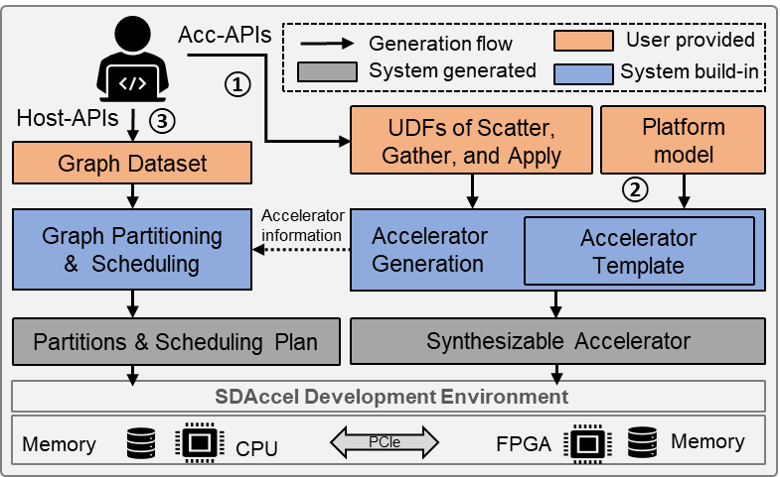 Acc-APIs
①
Generation flow
User provided
System generated
System build-in
</>
Host-APIs
③
Graph Dataset
UDFs of Scatter,
Gather, and Apply
Platform
model
②
Graph Partitioning
& Scheduling
Accelerator
information
Accelerator
Generation
Accelerator
Template
Partitions & Scheduling Plan
Synthesizable Accelerator
SDAccel Development Environment
Memory
CPU
PCIe
FPGA
Memory